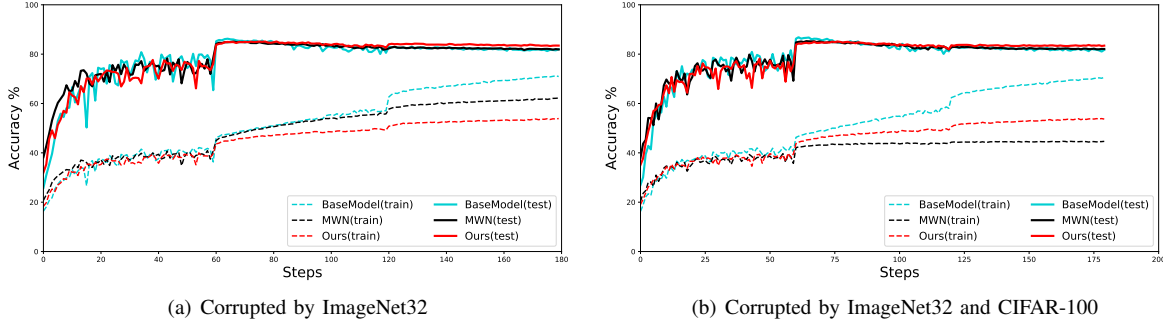 100
80
60
40
20
0
Accuracy %
BaseModel(train)
MWN(train)
Ours(train)
BaseModel(test)
MWN(test)
Ours(test)
0 20 40 60 80 100 120 140 160 180
Steps
(a) Corrupted by ImageNet32
100
80
60
40
20
0
Accuracy %
BaseModel(train)
MWN(train)
Ours(train)
BaseModel(test)
MWN(test)
Ours(test)
0 25 50 75 100 125 150 175 200
Steps
(b) Corrupted by ImageNet32 and CIFAR-100